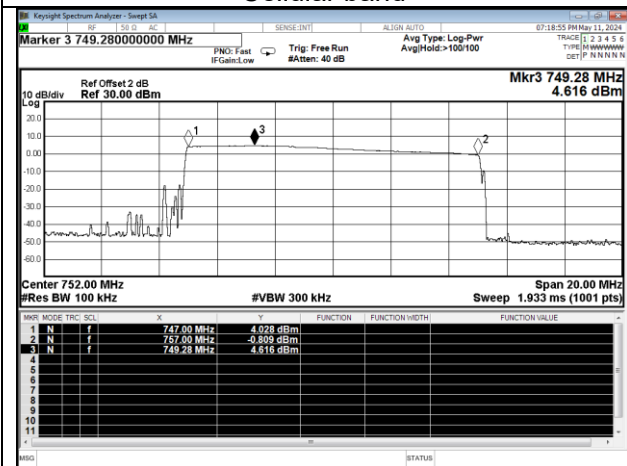 Keysight Spectrum Analyzer - Swept SA
RF 50 Ω AC SENSE:INT ALIGN AUTO 07:18:55 PM May 11, 2024
Marker 3 749.280000000 MHz
PNO: Fast
IFGain:Low
Trig: Free Run
#Atten: 40 dB
Avg Type: Log-Pwr
Avg|Hold:>100/100
TRACE 1 2 3 4 5 6
TYPE M W W W W W
DET P N N N N N
Ref Offset 2 dB
10 dB/div Ref 30.00 dBm
Log
Mkr3 749.28 MHz
4.616 dBm
20.0
10.0
0.00
-10.0
-20.0
-30.0
-40.0
-50.0
-60.0
1
3
2
Center 752.00 MHz Span 20.00 MHz
#Res BW 100 kHz #VBW 300 kHz Sweep 1.933 ms (1001 pts)
MKR MODE TRC SCL X Y FUNCTION FUNCTION WIDTH FUNCTION VALUE
1 N f 747.00 MHz 4.028 dBm
2 N f 757.00 MHz -0.809 dBm
3 N f 749.28 MHz 4.616 dBm
4
5
6
7
8
9
10
11
MSG STATUS